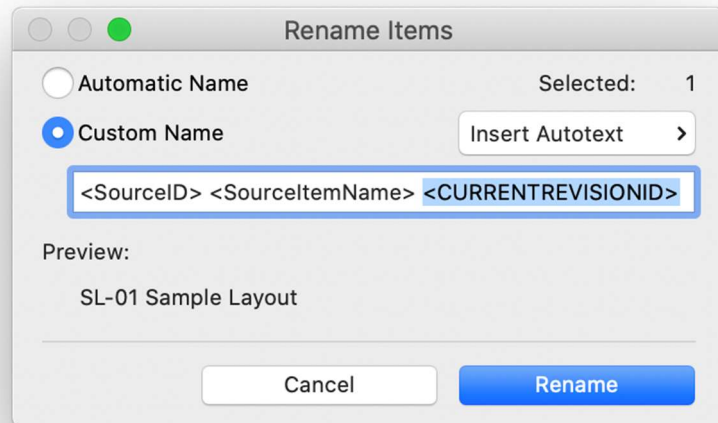 Rename Items
Automatic Name Selected: 1
Custom Name Insert Autotext >
<SourceID> <SourceItemName> <CURRENTREVISIONID>
Preview:
SL-01 Sample Layout
Cancel Rename